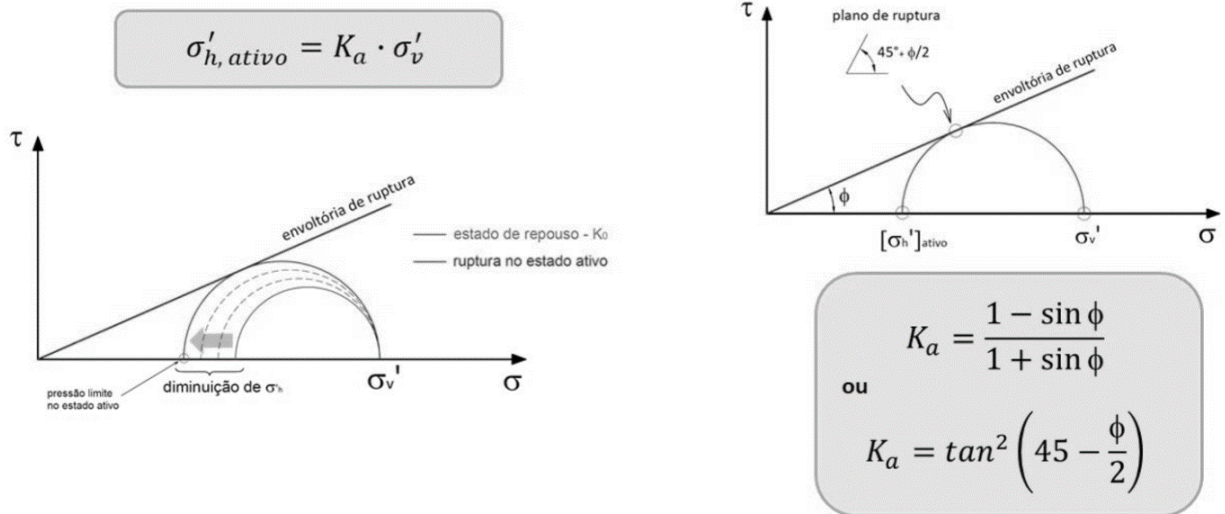 σ′h, ativo = Ka · σ′v
τ
envoltória de ruptura
estado de repouso - K₀
ruptura no estado ativo
pressão limite
no estado ativo
diminuição de σ'h
σv'
σ
τ
plano de ruptura
45°+ ϕ/2
envoltória de ruptura
ϕ
[σh']ativo
σv'
σ
Ka = (1 − sin ϕ) / (1 + sin ϕ)
ou
Ka = tan² (45 − ϕ/2)